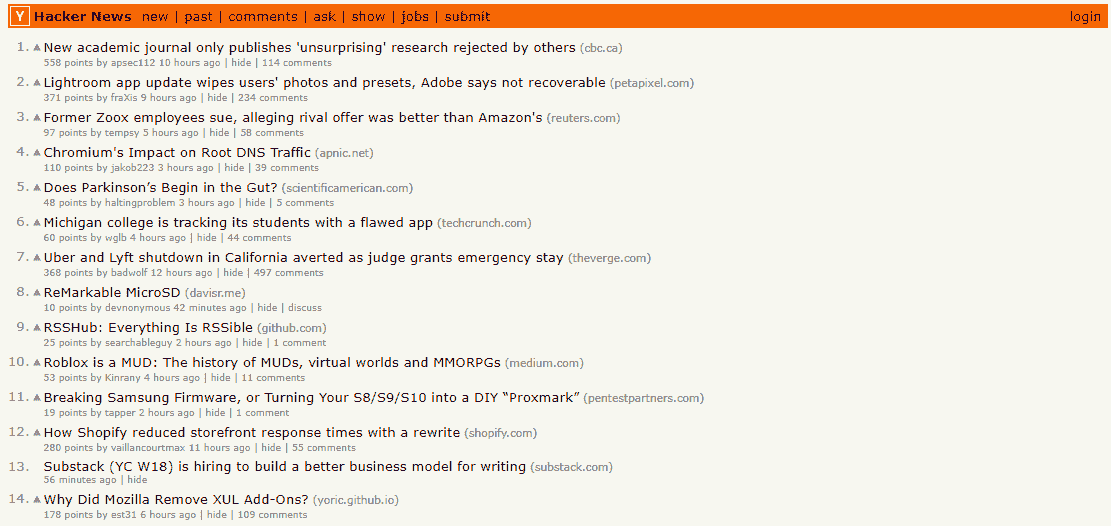 Y Hacker News new | past | comments | ask | show | jobs | submit login
1. New academic journal only publishes 'unsurprising' research rejected by others (cbc.ca)
558 points by apsec112 10 hours ago | hide | 114 comments
2. Lightroom app update wipes users' photos and presets, Adobe says not recoverable (petapixel.com)
371 points by fraXis 9 hours ago | hide | 234 comments
3. Former Zoox employees sue, alleging rival offer was better than Amazon's (reuters.com)
97 points by tempsy 5 hours ago | hide | 58 comments
4. Chromium's Impact on Root DNS Traffic (apnic.net)
110 points by jakob223 3 hours ago | hide | 39 comments
5. Does Parkinson’s Begin in the Gut? (scientificamerican.com)
48 points by haltingproblem 3 hours ago | hide | 5 comments
6. Michigan college is tracking its students with a flawed app (techcrunch.com)
60 points by wglb 4 hours ago | hide | 44 comments
7. Uber and Lyft shutdown in California averted as judge grants emergency stay (theverge.com)
368 points by badwolf 12 hours ago | hide | 497 comments
8. ReMarkable MicroSD (davisr.me)
10 points by devnonymous 42 minutes ago | hide | discuss
9. RSSHub: Everything Is RSSible (github.com)
25 points by searchableguy 2 hours ago | hide | 1 comment
10. Roblox is a MUD: The history of MUDs, virtual worlds and MMORPGs (medium.com)
53 points by Kinrany 4 hours ago | hide | 11 comments
11. Breaking Samsung Firmware, or Turning Your S8/S9/S10 into a DIY “Proxmark” (pentestpartners.com)
19 points by tapper 2 hours ago | hide | 1 comment
12. How Shopify reduced storefront response times with a rewrite (shopify.com)
280 points by vaillancourtmax 11 hours ago | hide | 55 comments
13. Substack (YC W18) is hiring to build a better business model for writing (substack.com)
56 minutes ago | hide
14. Why Did Mozilla Remove XUL Add-Ons? (yoric.github.io)
178 points by est31 6 hours ago | hide | 109 comments